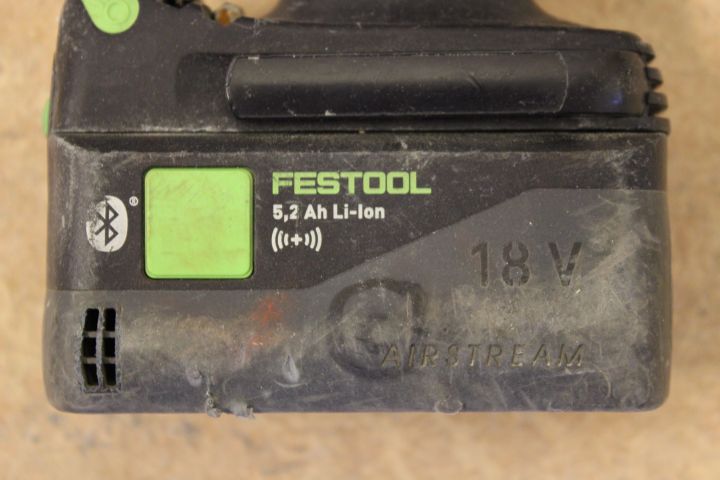 FESTOOL
5,2 Ah Li-Ion
18 V
AIRSTREAM